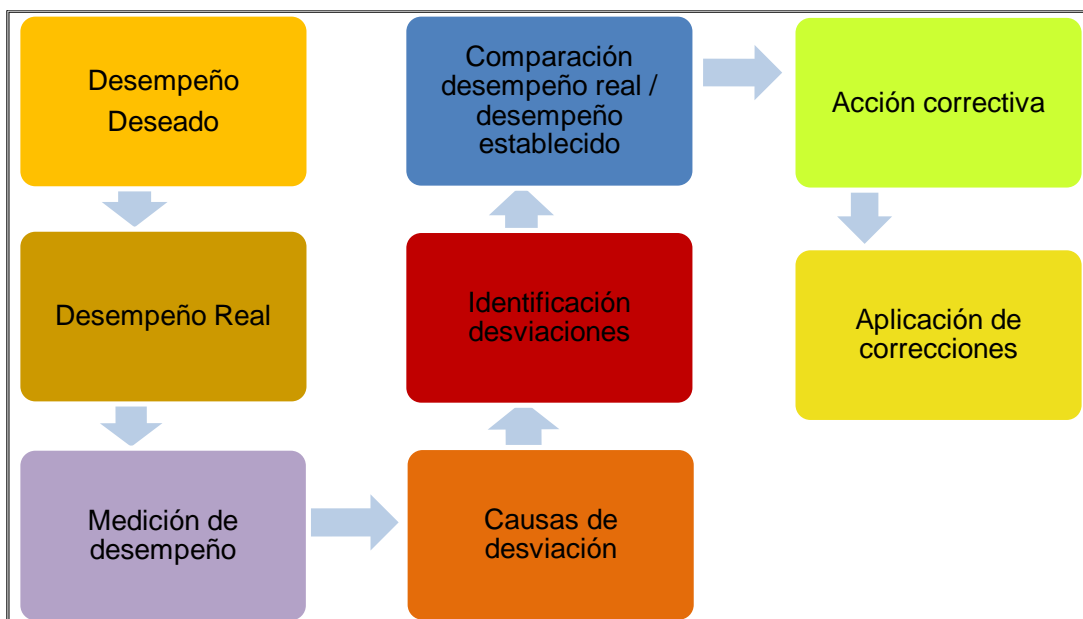 Desempeño
Deseado
Desempeño Real
Medición de
desempeño
Causas de
desviación
Identificación
desviaciones
Comparación
desempeño real /
desempeño
establecido
Acción correctiva
Aplicación de
correcciones